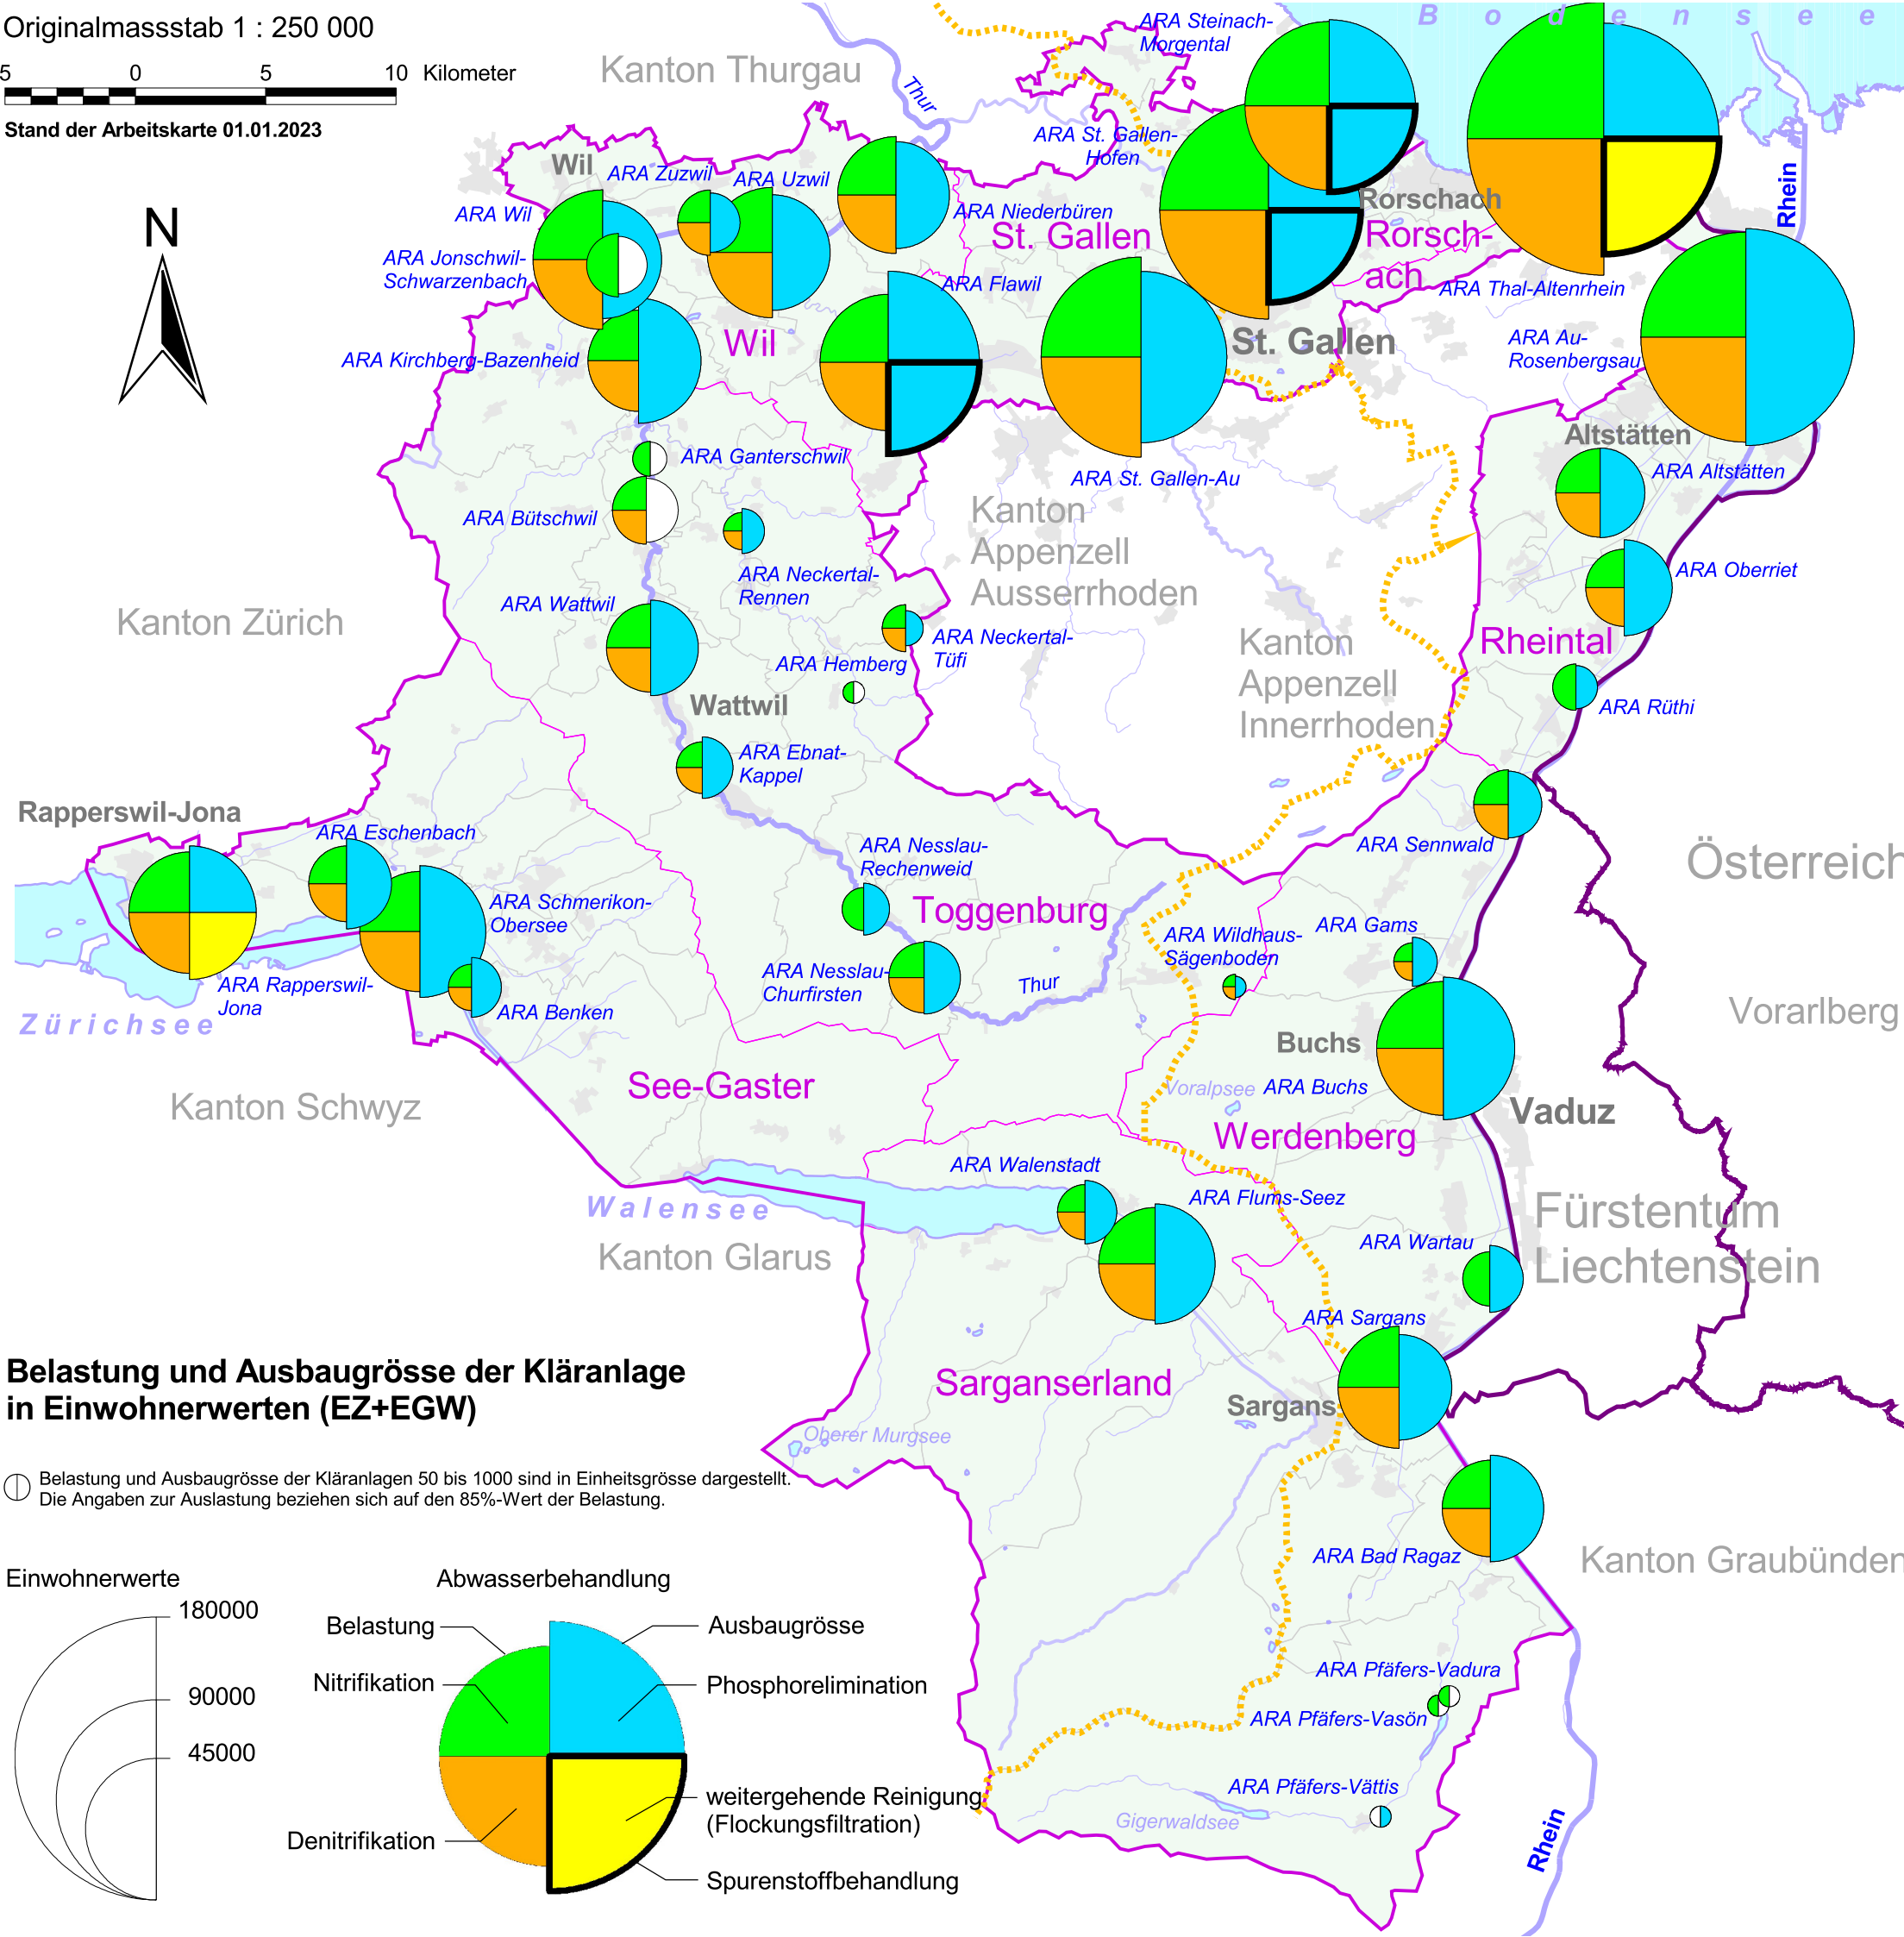 Originalmassstab 1 : 250 000
5 0 5 10 Kilometer
Stand der Arbeitskarte 01.01.2023
N
Kanton Thurgau
Thur
ARA Steinach-
Morgental
B o d e n s e e
ARA St. Gallen-
Hofen
Wil
ARA Zuzwil
ARA Uzwil
ARA Wil
ARA Niederbüren
St. Gallen
Rorschach
Rorsch-
ach
Rhein
ARA Jonschwil-
Schwarzenbach
ARA Flawil
ARA Thal-Altenrhein
Wil
St. Gallen
ARA Au-
Rosenbergsau
ARA Kirchberg-Bazenheid
Altstätten
ARA Ganterschwil
ARA St. Gallen-Au
ARA Altstätten
ARA Bütschwil
Kanton
Appenzell
Ausserrhoden
ARA Neckertal-
Rennen
ARA Oberriet
ARA Wattwil
Kanton Zürich
ARA Neckertal-
Tüfi
Kanton
Appenzell
Innerrhoden
Rheintal
ARA Hemberg
Wattwil
ARA Rüthi
ARA Ebnat-
Kappel
Rapperswil-Jona
ARA Eschenbach
ARA Nesslau-
Rechenweid
ARA Sennwald
Österreich
ARA Schmerikon-
Obersee
Toggenburg
ARA Wildhaus-
Sägenboden
ARA Gams
ARA Rapperswil-
Jona
ARA Benken
ARA Nesslau-
Churfirsten
Thur
Vorarlberg
Zürichsee
Buchs
See-Gaster
Voralpsee
ARA Buchs
Kanton Schwyz
Vaduz
Werdenberg
ARA Walenstadt
Walensee
ARA Flums-Seez
Fürstentum
Liechtenstein
Kanton Glarus
ARA Wartau
ARA Sargans
Belastung und Ausbaugrösse der Kläranlage
in Einwohnerwerten (EZ+EGW)
Sarganserland
Sargans
Oberer Murgsee
Belastung und Ausbaugrösse der Kläranlagen 50 bis 1000 sind in Einheitsgrösse dargestellt.
Die Angaben zur Auslastung beziehen sich auf den 85%-Wert der Belastung.
ARA Bad Ragaz
Kanton Graubünden
Einwohnerwerte
180000
90000
45000
Abwasserbehandlung
Belastung
Ausbaugrösse
Nitrifikation
Phosphorelimination
weitergehende Reinigung
(Flockungsfiltration)
Denitrifikation
Spurenstoffbehandlung
ARA Pfäfers-Vadura
ARA Pfäfers-Vasön
ARA Pfäfers-Vättis
Gigerwaldsee
Rhein